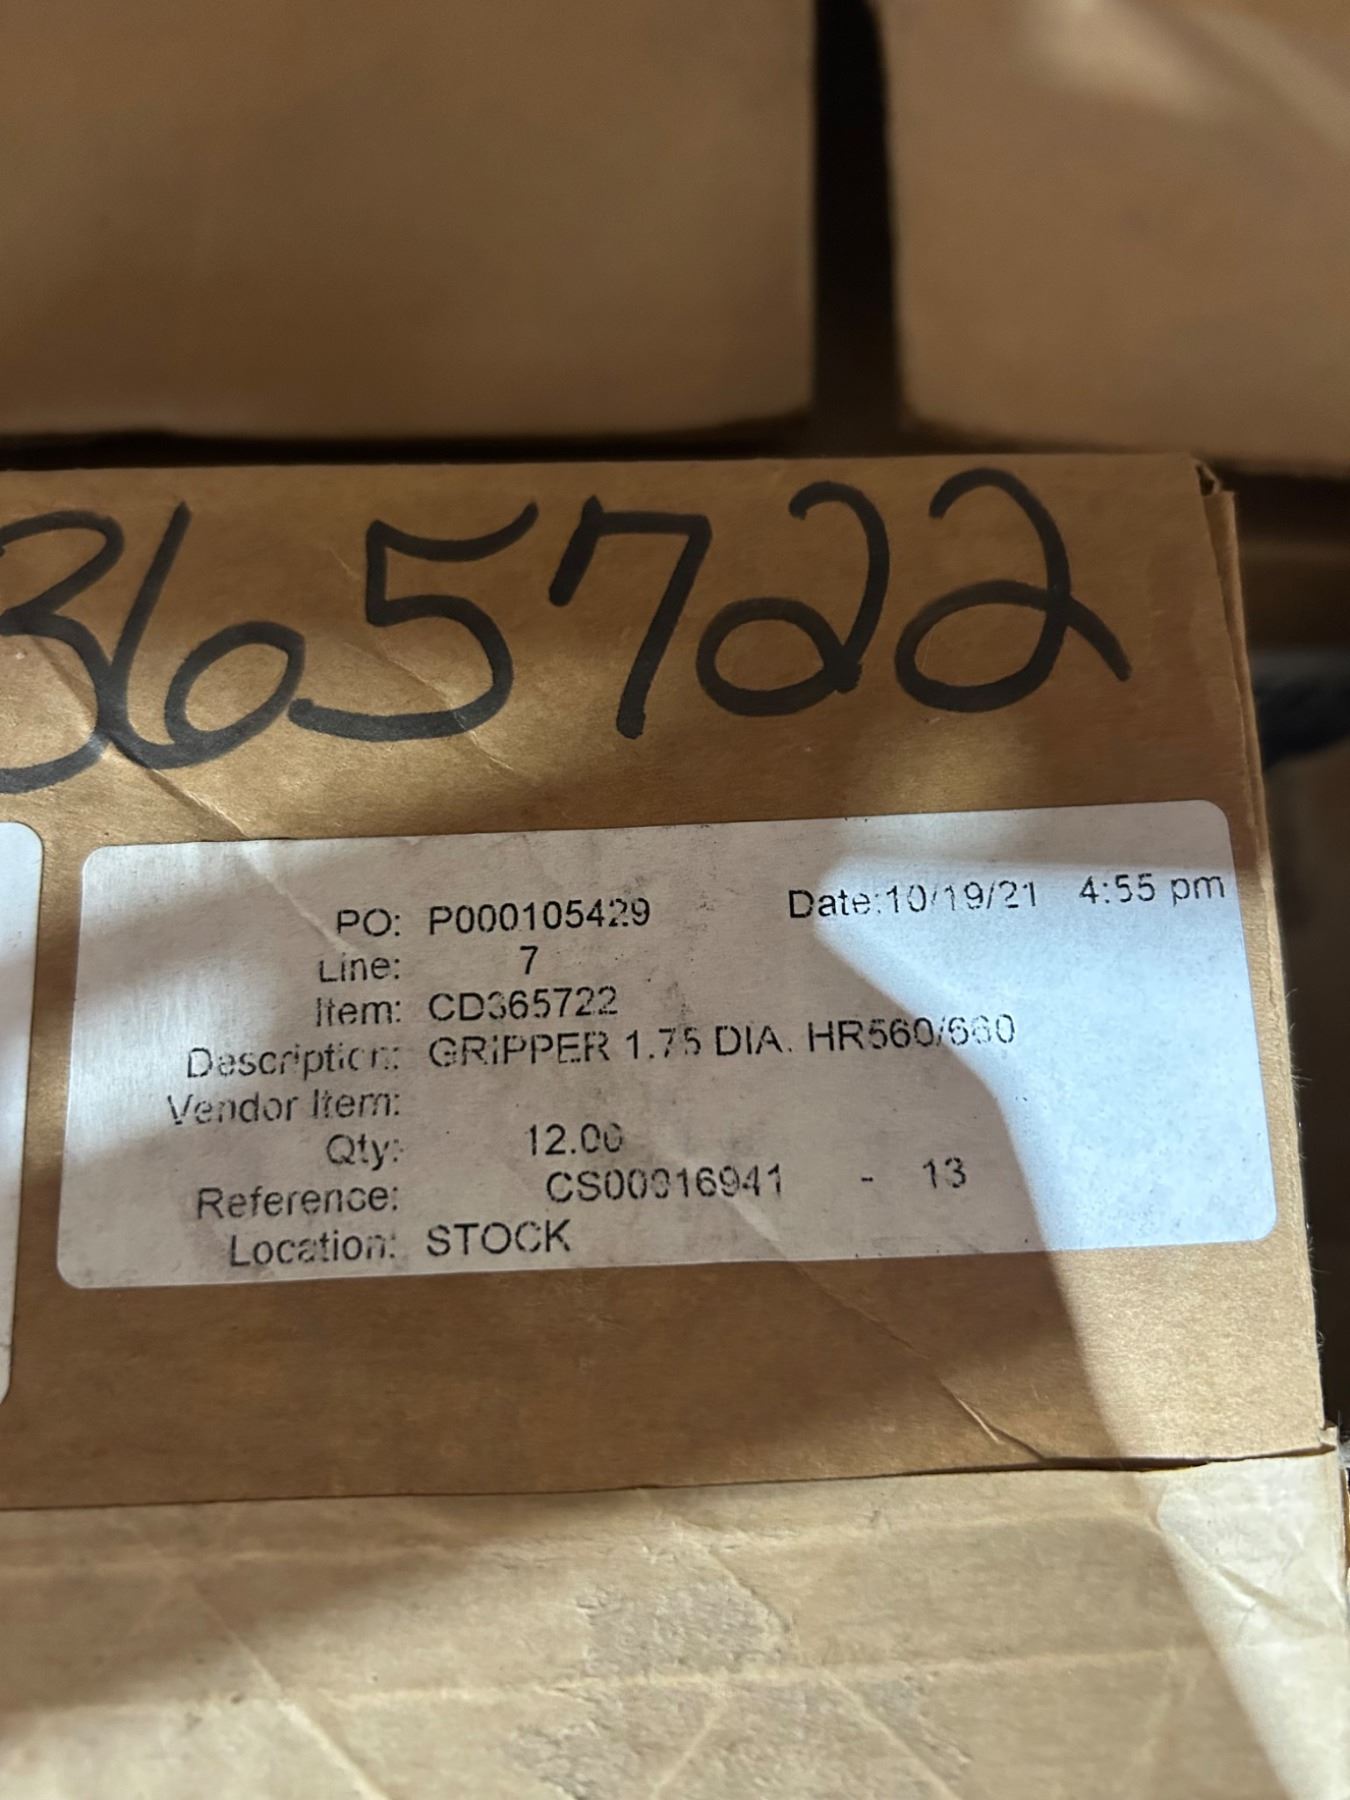 365722
PO: P000105429 Date:10/19/21 4:55 pm
Line: 7
Item: CD365722
Description: GRIPPER 1.75 DIA. HR560/660
Vendor Item:
Qty: 12.00
Reference: CS00016941 - 13
Location: STOCK